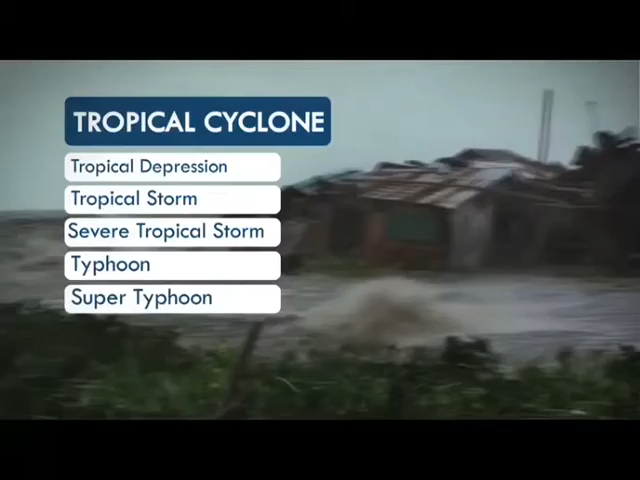 TROPICAL CYCLONE
Tropical Depression
Tropical Storm
Severe Tropical Storm
Typhoon
Super Typhoon